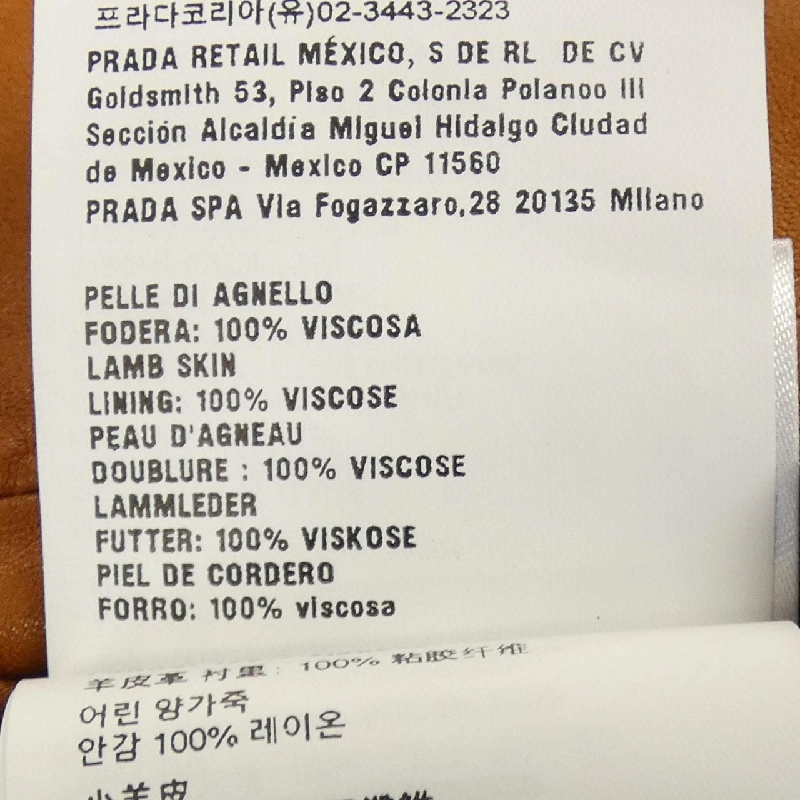 프라다코리아(유)02-3443-2323
PRADA RETAIL MÉXICO, S DE RL DE CV
Goldsmith 53, Piso 2 Colonia Polanco III
Sección Alcaldía Miguel Hidalgo Ciudad
de Mexico - Mexico CP 11560
PRADA SPA Via Fogazzaro,28 20135 Milano
PELLE DI AGNELLO
FODERA: 100% VISCOSA
LAMB SKIN
LINING: 100% VISCOSE
PEAU D'AGNEAU
DOUBLURE : 100% VISCOSE
LAMMLEDER
FUTTER: 100% VISKOSE
PIEL DE CORDERO
FORRO: 100% viscosa
羊皮革 衬里: 100% 粘胶纤维
어린 양가죽
안감 100% 레이온
小羊皮